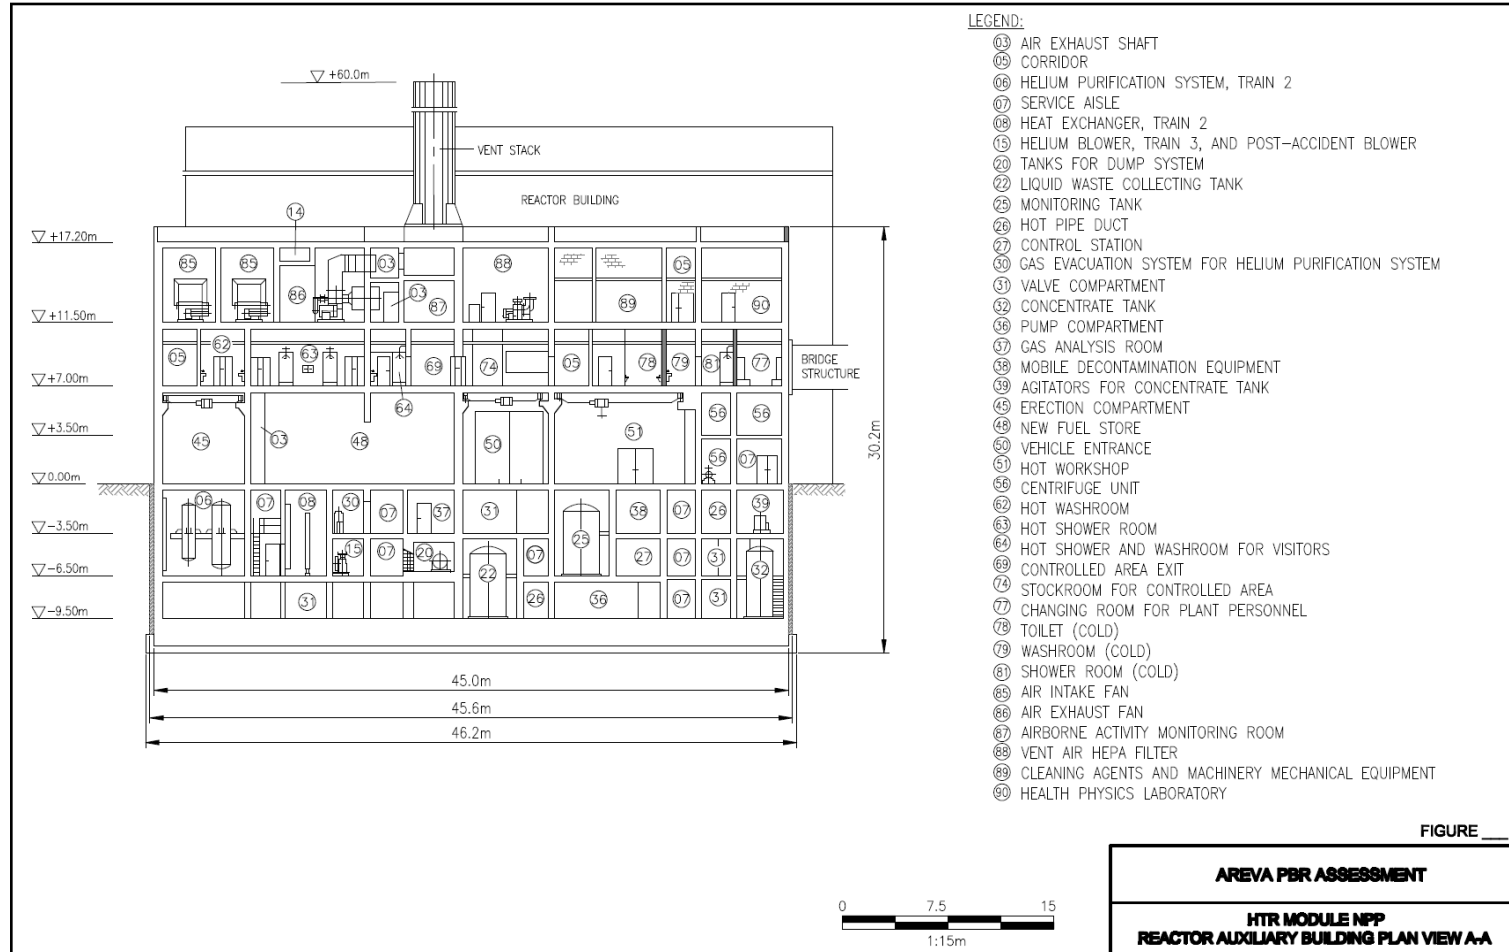 LEGEND:
03 AIR EXHAUST SHAFT
05 CORRIDOR
06 HELIUM PURIFICATION SYSTEM, TRAIN 2
07 SERVICE AISLE
08 HEAT EXCHANGER, TRAIN 2
15 HELIUM BLOWER, TRAIN 3, AND POST-ACCIDENT BLOWER
20 TANKS FOR DUMP SYSTEM
22 LIQUID WASTE COLLECTING TANK
25 MONITORING TANK
26 HOT PIPE DUCT
27 CONTROL STATION
30 GAS EVACUATION SYSTEM FOR HELIUM PURIFICATION SYSTEM
31 VALVE COMPARTMENT
32 CONCENTRATE TANK
36 PUMP COMPARTMENT
37 GAS ANALYSIS ROOM
38 MOBILE DECONTAMINATION EQUIPMENT
39 AGITATORS FOR CONCENTRATE TANK
45 ERECTION COMPARTMENT
48 NEW FUEL STORE
50 VEHICLE ENTRANCE
51 HOT WORKSHOP
56 CENTRIFUGE UNIT
62 HOT WASHROOM
63 HOT SHOWER ROOM
64 HOT SHOWER AND WASHROOM FOR VISITORS
69 CONTROLLED AREA EXIT
74 STOCKROOM FOR CONTROLLED AREA
77 CHANGING ROOM FOR PLANT PERSONNEL
78 TOILET (COLD)
79 WASHROOM (COLD)
81 SHOWER ROOM (COLD)
85 AIR INTAKE FAN
86 AIR EXHAUST FAN
87 AIRBORNE ACTIVITY MONITORING ROOM
88 VENT AIR HEPA FILTER
89 CLEANING AGENTS AND MACHINERY MECHANICAL EQUIPMENT
90 HEALTH PHYSICS LABORATORY
+60.0m
VENT STACK
REACTOR BUILDING
14
+17.20m
85 85 03 88 05
86 03 87 89 90
+11.50m
62 63
05 69 74 05 78 79 81 77
BRIDGE
STRUCTURE
+7.00m
64
56 56
+3.50m
45 03 48 50 51
56 07
30.2m
0.00m
06 07 08 30 07 37 31 38 07 26 39
-3.50m
15 07 20 07 25 27 07 31
-6.50m
22 32
31 26 36 07 31
-9.50m
45.0m
45.6m
46.2m
FIGURE ___
AREVA PBR ASSESSMENT
HTR MODULE NPP
REACTOR AUXILIARY BUILDING PLAN VIEW A-A
0 7.5 15
1:15m